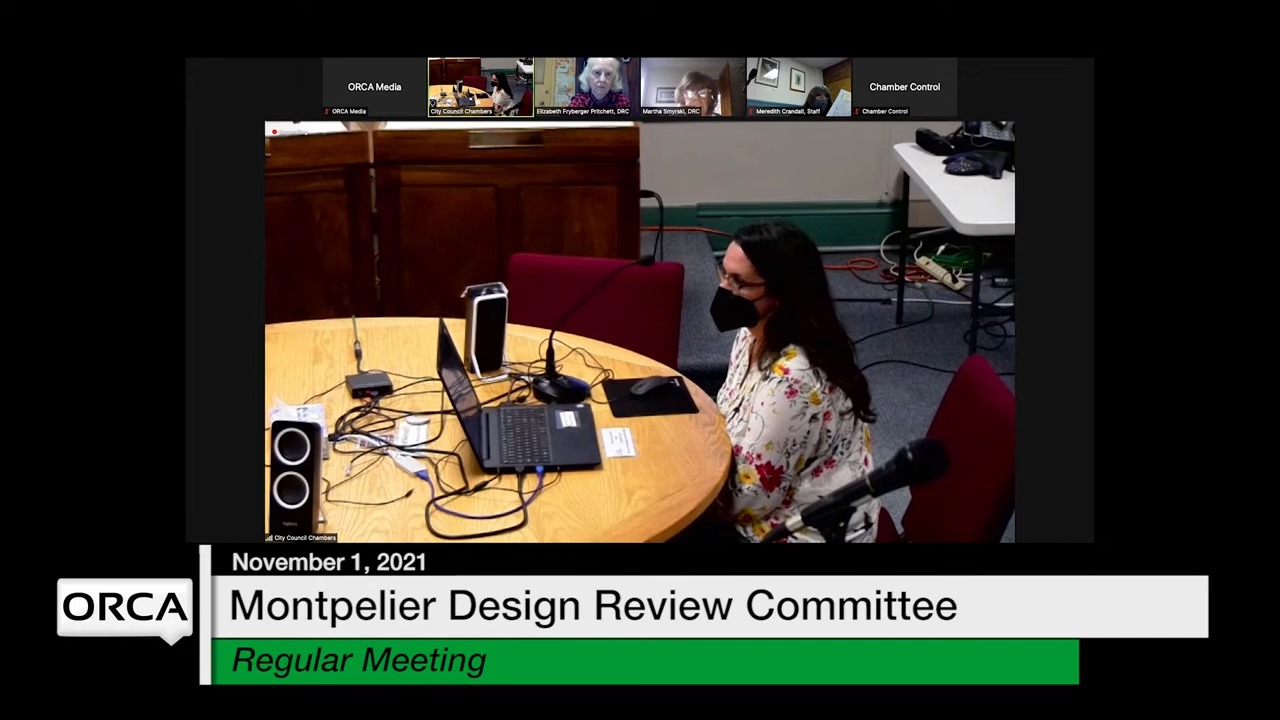 ORCA Media
Chamber Control
ORCA Media
City Council Chambers
Elizabeth Fryberger Pritchett, DRC
Martha Smyrski, DRC
Meredith Crandall, Staff
Chamber Control
City Council Chambers
November 1, 2021
ORCA
Montpelier Design Review Committee
Regular Meeting